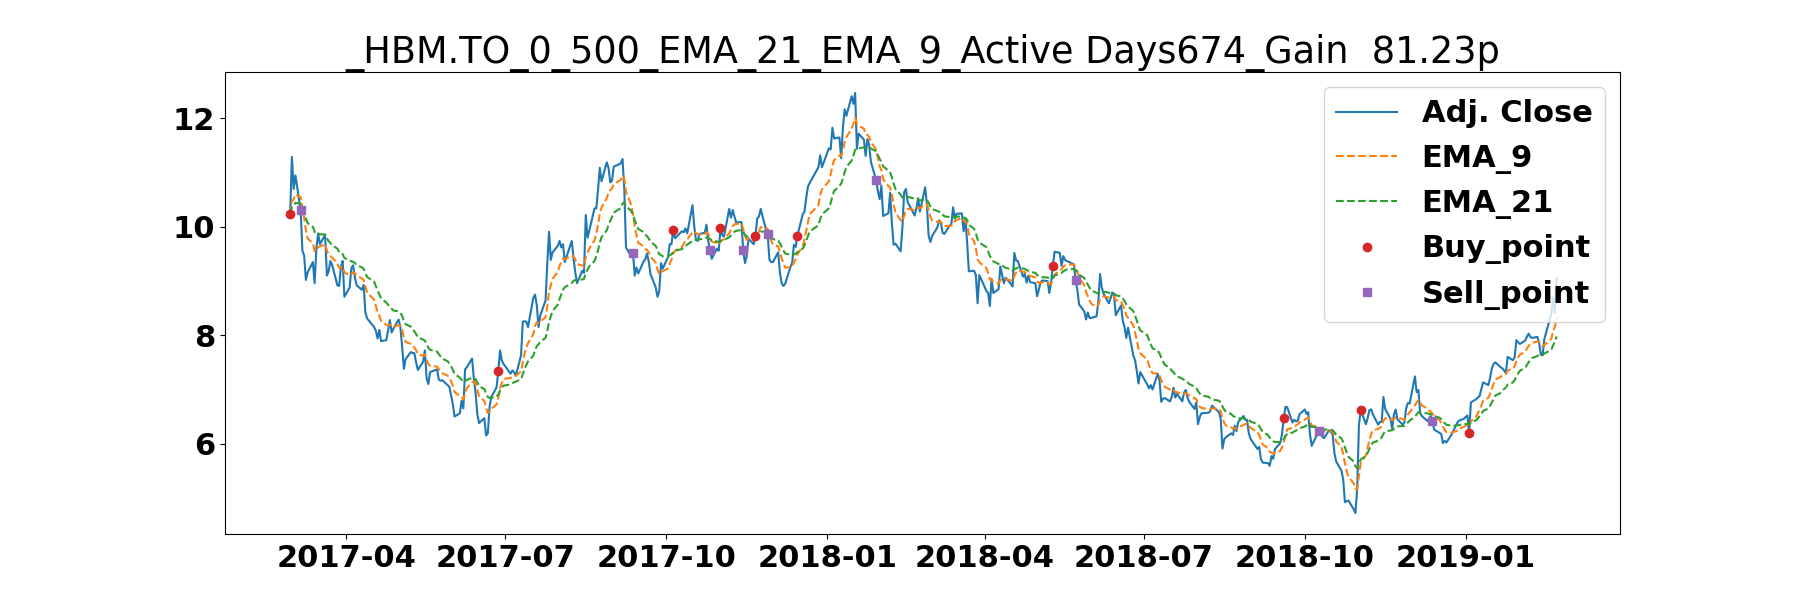 _HBM.TO_0_500_EMA_21_EMA_9_Active Days674_Gain  81.23p
Adj. Close
EMA_9
EMA_21
Buy_point
Sell_point
12
10
8
6
2017-04 2017-07 2017-10 2018-01 2018-04 2018-07 2018-10 2019-01